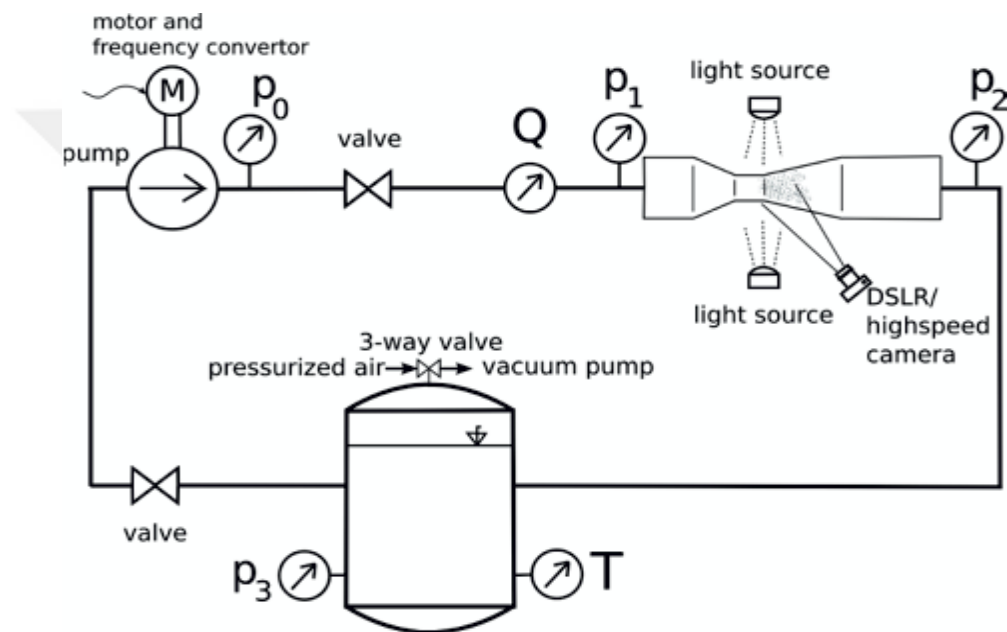 motor and
frequency convertor
M
p0
pump
valve
Q
p1
light source
p2
light source
DSLR/
highspeed
camera
3-way valve
pressurized air
vacuum pump
valve
p3
T